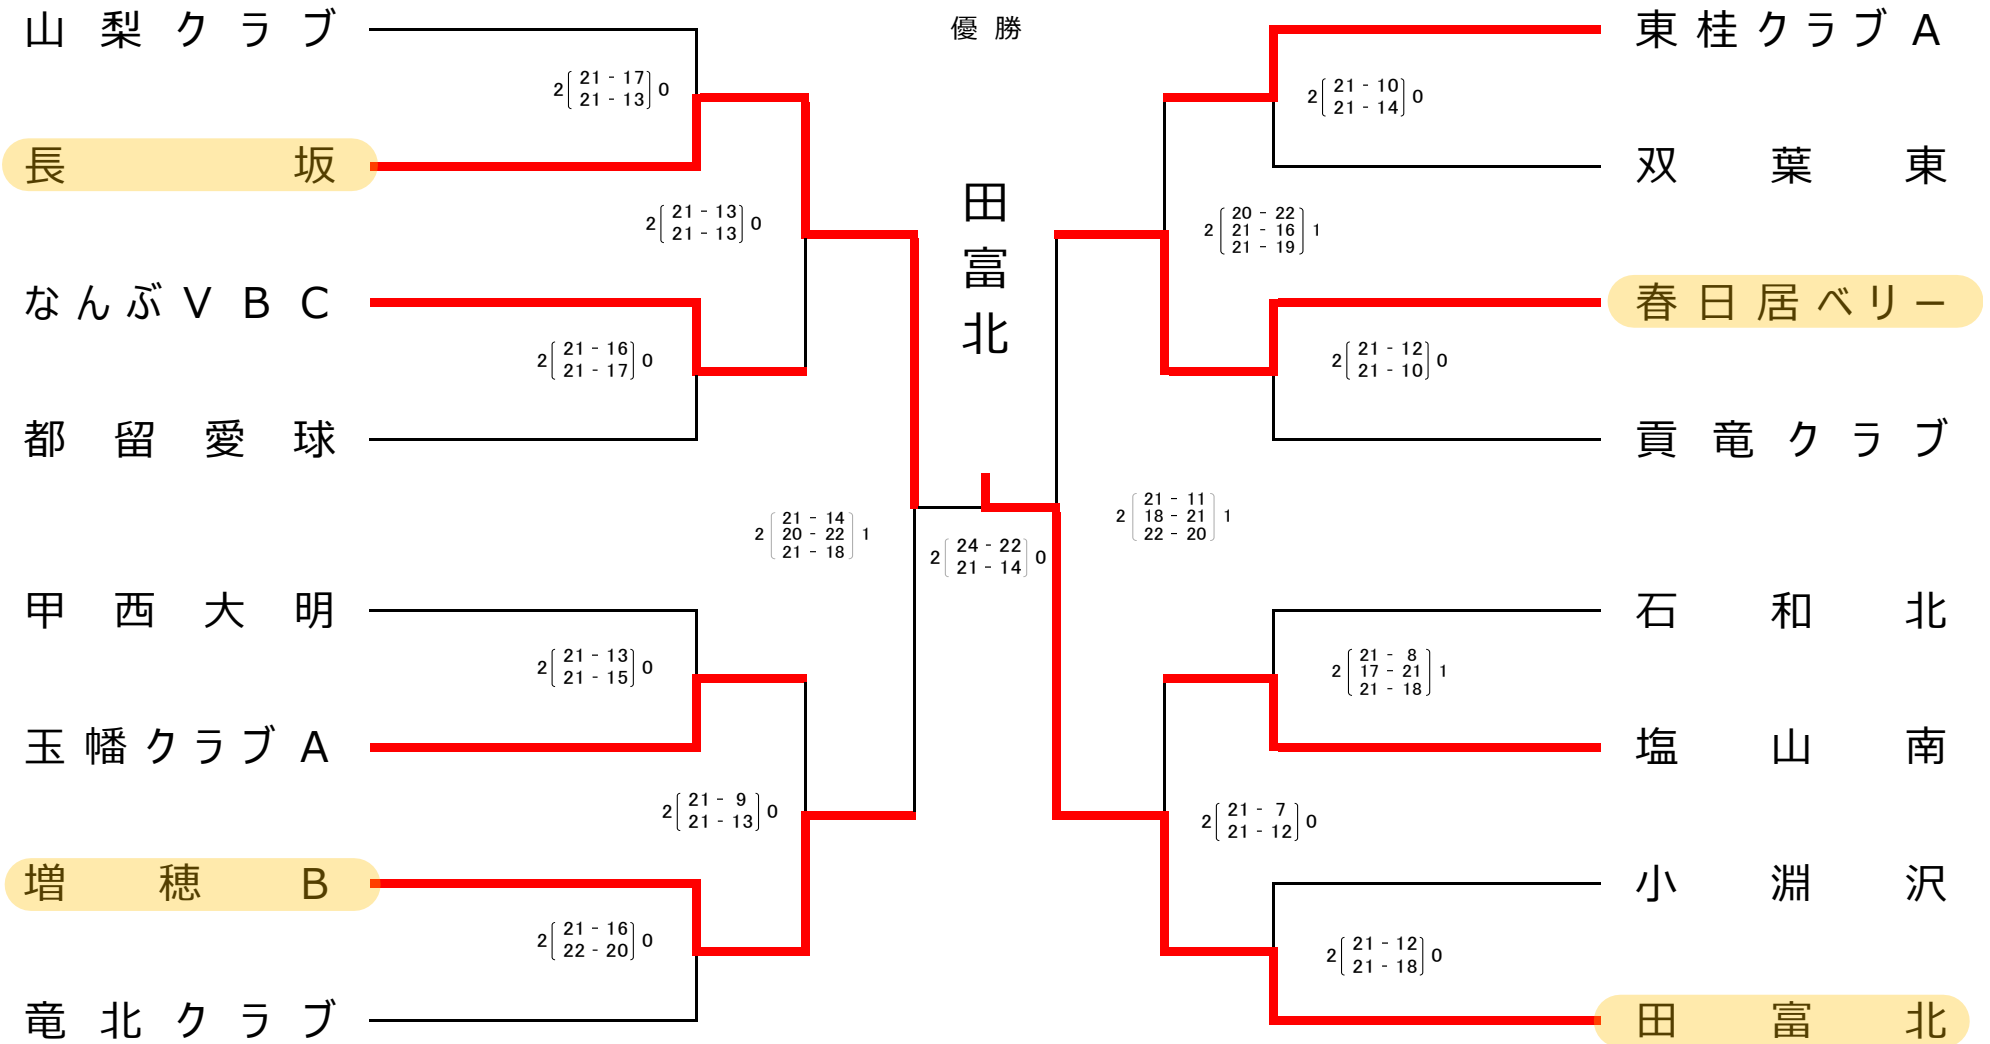 山梨クラブ
長坂
なんぶVBC
都留愛球
甲西大明
玉幡クラブA
増穂B
竜北クラブ
2 21 - 17 0
21 - 13
2 21 - 13 0
21 - 13
2 21 - 16 0
21 - 17
2 21 - 14 1
20 - 22
21 - 18
2 21 - 13 0
21 - 15
2 21 - 9 0
21 - 13
2 21 - 16 0
22 - 20
優勝
田富北
2 24 - 22 0
21 - 14
2 21 - 10 0
21 - 14
2 20 - 22 1
21 - 16
21 - 19
2 21 - 12 0
21 - 10
2 21 - 11 1
18 - 21
22 - 20
2 21 - 8 1
17 - 21
21 - 18
2 21 - 7 0
21 - 12
2 21 - 12 0
21 - 18
東桂クラブA
双葉東
春日居ベリー
貢竜クラブ
石和北
塩山南
小淵沢
田富北